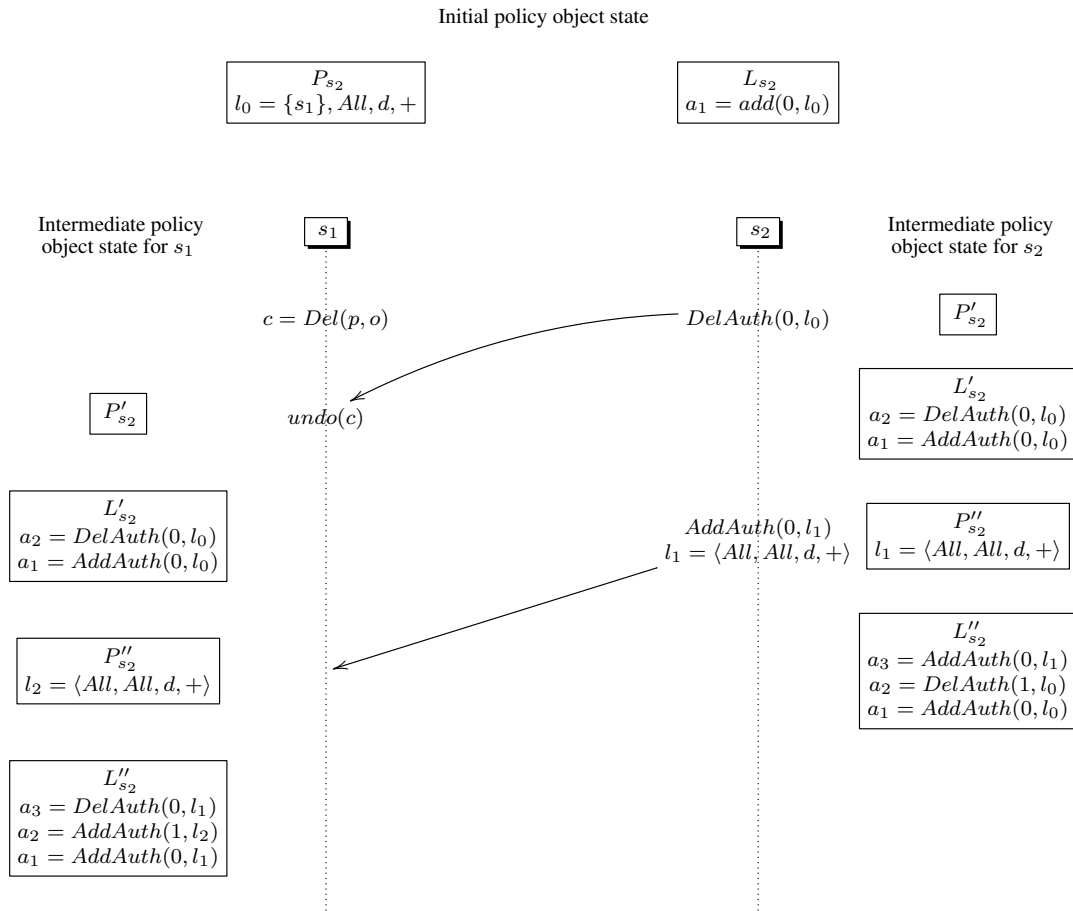 Initial policy object state
P_{s_2}
l_0 = {s_1}, All, d, +
L_{s_2}
a_1 = add(0, l_0)
Intermediate policy
object state for s_1
s_1
s_2
Intermediate policy
object state for s_2
c = Del(p, o)
DelAuth(0, l_0)
P'_{s_2}
P'_{s_2}
undo(c)
L'_{s_2}
a_2 = DelAuth(0, l_0)
a_1 = AddAuth(0, l_0)
L'_{s_2}
a_2 = DelAuth(0, l_0)
a_1 = AddAuth(0, l_0)
AddAuth(0, l_1)
l_1 = ⟨All, All, d, +⟩
P''_{s_2}
l_1 = ⟨All, All, d, +⟩
P''_{s_2}
l_2 = ⟨All, All, d, +⟩
L''_{s_2}
a_3 = AddAuth(0, l_1)
a_2 = DelAuth(1, l_0)
a_1 = AddAuth(0, l_0)
L''_{s_2}
a_3 = DelAuth(0, l_1)
a_2 = AddAuth(1, l_2)
a_1 = AddAuth(0, l_1)